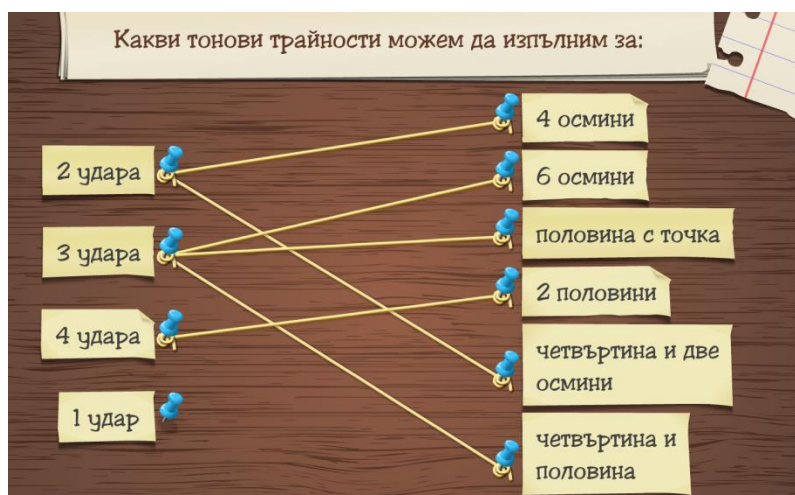 Какви тонови трайности можем да изпълним за:
2 удара
3 удара
4 удара
1 удар
4 осмини
6 осмини
половина с точка
2 половини
четвъртина и две
осмини
четвъртина и
половина